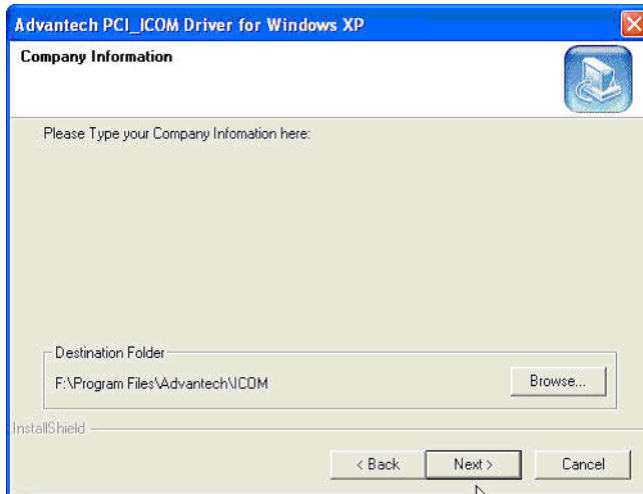 Advantech PCI_ICOM Driver for Windows XP
Company Information
Please Type your Company Infomation here:
Destination Folder
F:\Program Files\Advantech\ICOM
Browse...
InstallShield
< Back
Next >
Cancel